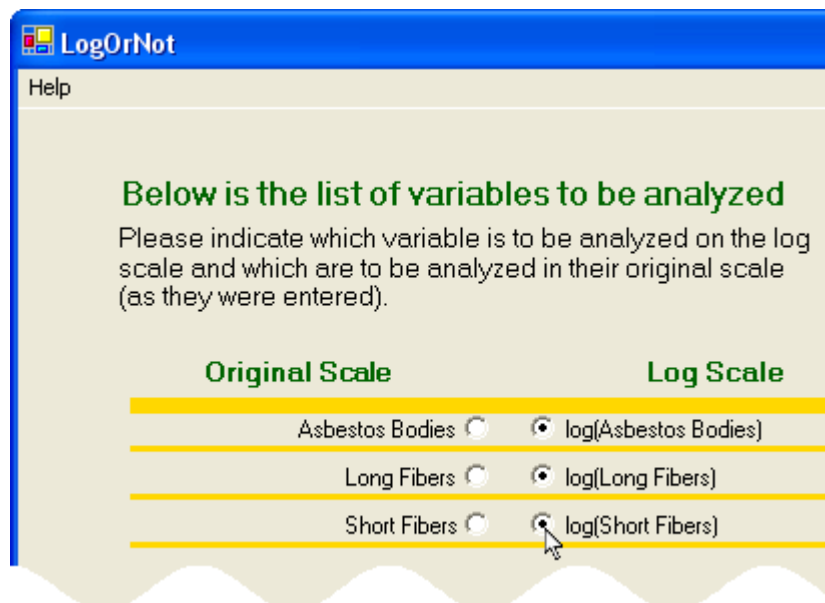 LogOrNot
Help
Below is the list of variables to be analyzed
Please indicate which variable is to be analyzed on the log
scale and which are to be analyzed in their original scale
(as they were entered).
Original Scale Log Scale
Asbestos Bodies log(Asbestos Bodies)
Long Fibers log(Long Fibers)
Short Fibers log(Short Fibers)